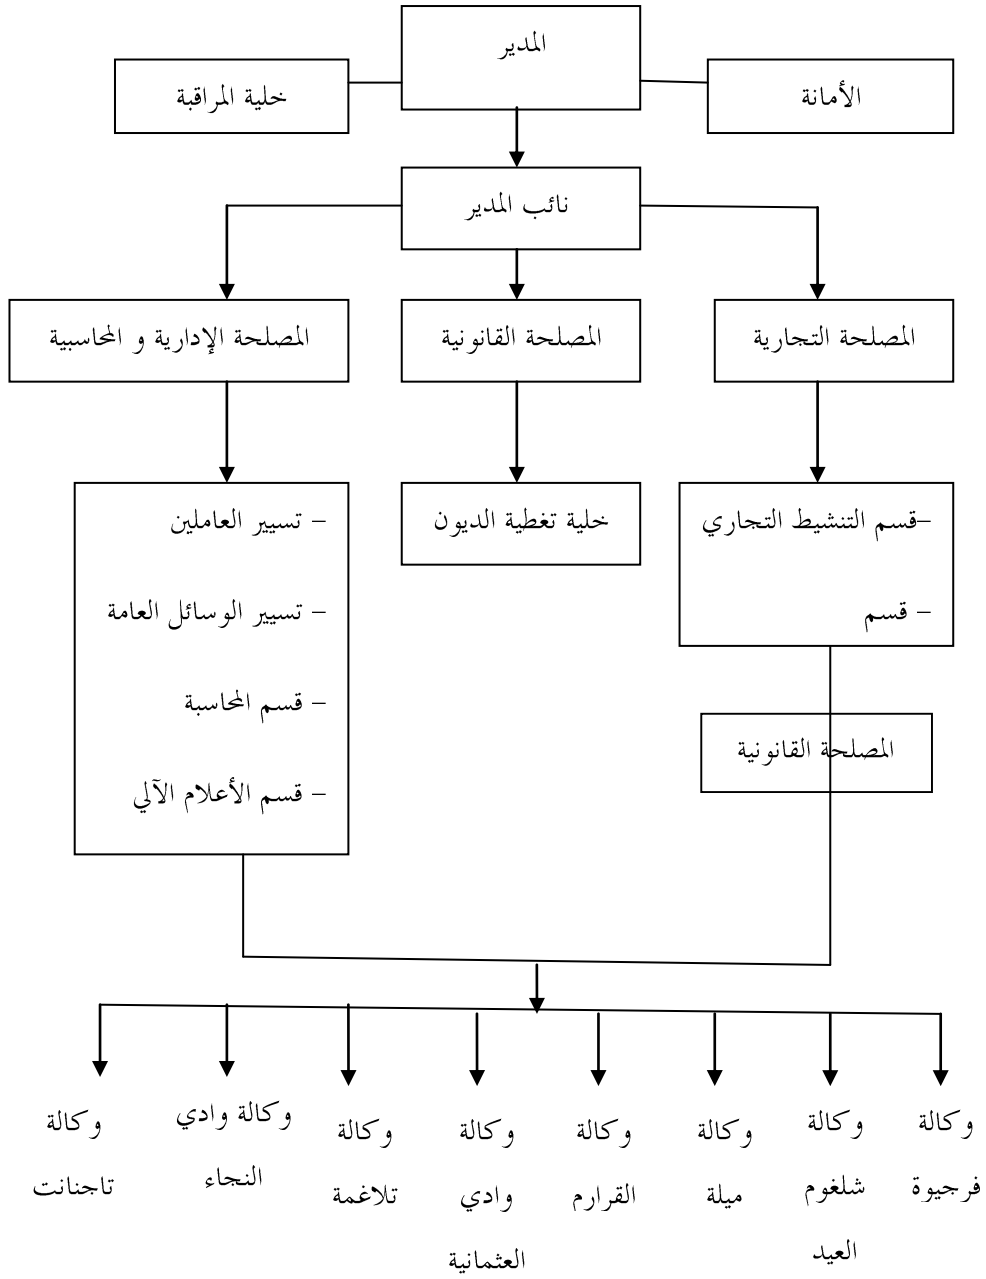 المدير
الأمانة
خلية المراقبة
نائب المدير
المصلحة التجارية
المصلحة القانونية
المصلحة الإدارية و المحاسبية
–قسم التنشيط التجاري
– قسم
خلية تغطية الديون
– تسيير العاملين
– تسيير الوسائل العامة
– قسم المحاسبة
– قسم الأعلام الآلي
المصلحة القانونية
وكالة
فرجيوة
وكالة
شلغوم
العيد
وكالة
ميلة
وكالة
القرارم
وكالة
وادي
العثمانية
وكالة
تلاغمة
وكالة وادي
النجاء
وكالة
تاجنانت